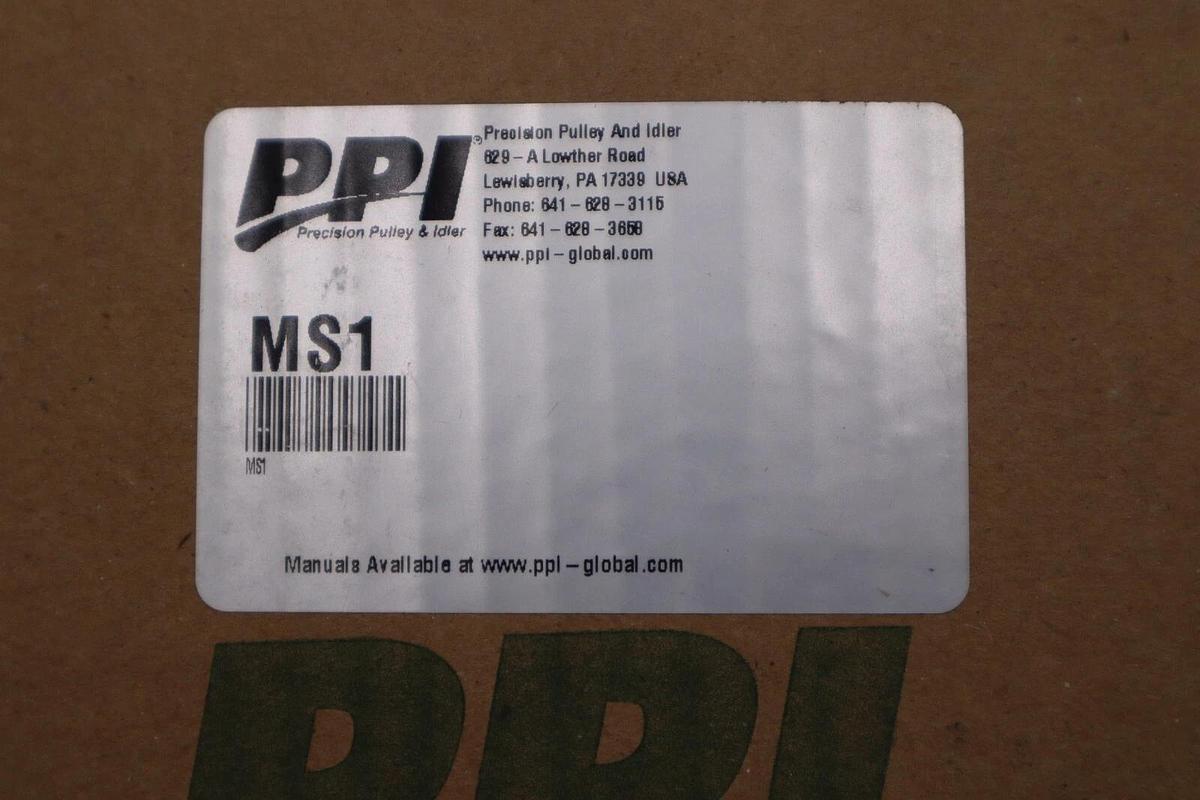 PPI®
Precision Pulley & Idler
Precision Pulley And Idler
629-A Lowther Road
Lewisberry, PA 17339 USA
Phone: 641-628-3115
Fax: 641-628-3658
www.ppi-global.com
MS1
MS1
Manuals Available at www.ppi-global.com
PPI